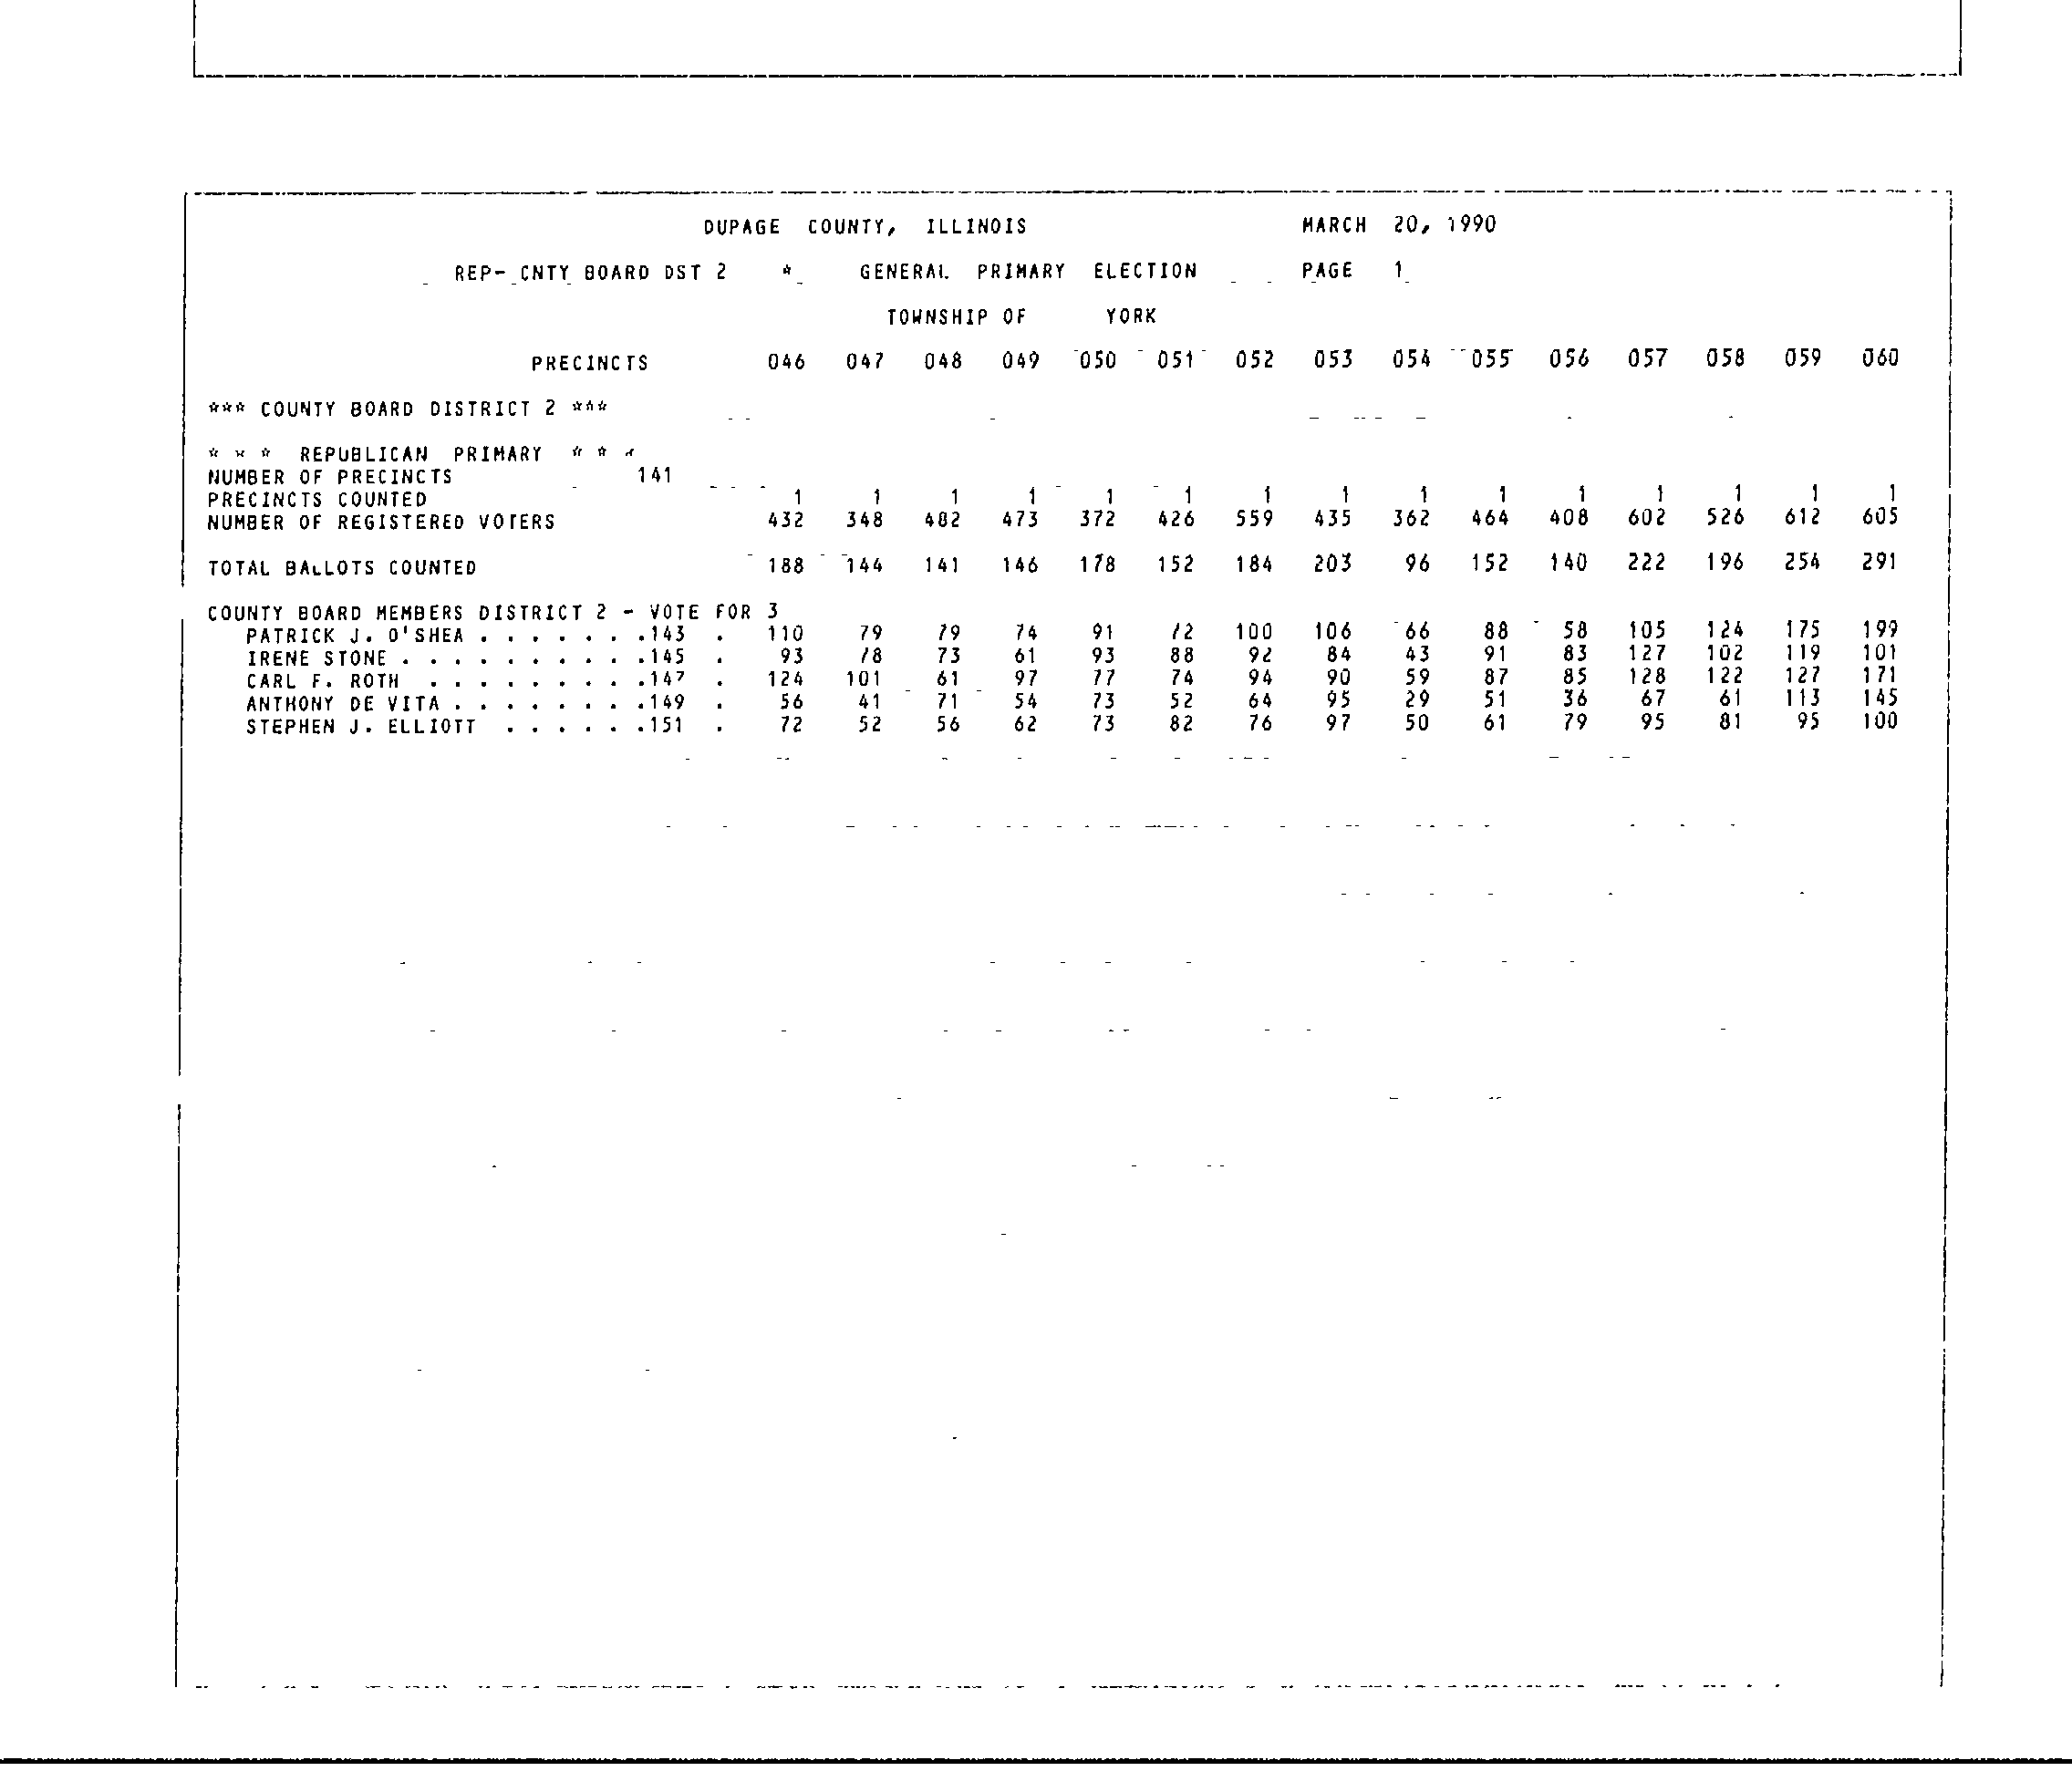 DUPAGE COUNTY, ILLINOIS MARCH 20, 1990
REP- CNTY BOARD DST 2 * GENERAL PRIMARY ELECTION PAGE 1
TOWNSHIP OF YORK
PRECINCTS 046 047 048 049 050 051 052 053 054 055 056 057 058 059 060
*** COUNTY BOARD DISTRICT 2 ***
* * * REPUBLICAN PRIMARY * * *
NUMBER OF PRECINCTS 141
PRECINCTS COUNTED 1 1 1 1 1 1 1 1 1 1 1 1 1 1 1
NUMBER OF REGISTERED VOTERS 432 348 482 473 372 426 559 435 362 464 408 602 526 612 605
TOTAL BALLOTS COUNTED 188 144 141 146 178 152 184 203 96 152 140 222 196 254 291
COUNTY BOARD MEMBERS DISTRICT 2 - VOTE FOR 3
PATRICK J. O'SHEA . . . . . . .143 . 110 79 79 74 91 72 100 106 66 88 58 105 124 175 199
IRENE STONE . . . . . . . . . .145 . 93 78 73 61 93 88 92 84 43 91 83 127 102 119 101
CARL F. ROTH . . . . . . . . .147 . 124 101 61 97 77 74 94 90 59 87 85 128 122 127 171
ANTHONY DE VITA . . . . . . . .149 . 56 41 71 54 73 52 64 95 29 51 36 67 61 113 145
STEPHEN J. ELLIOTT . . . . . .151 . 72 52 56 62 73 82 76 97 50 61 79 95 81 95 100